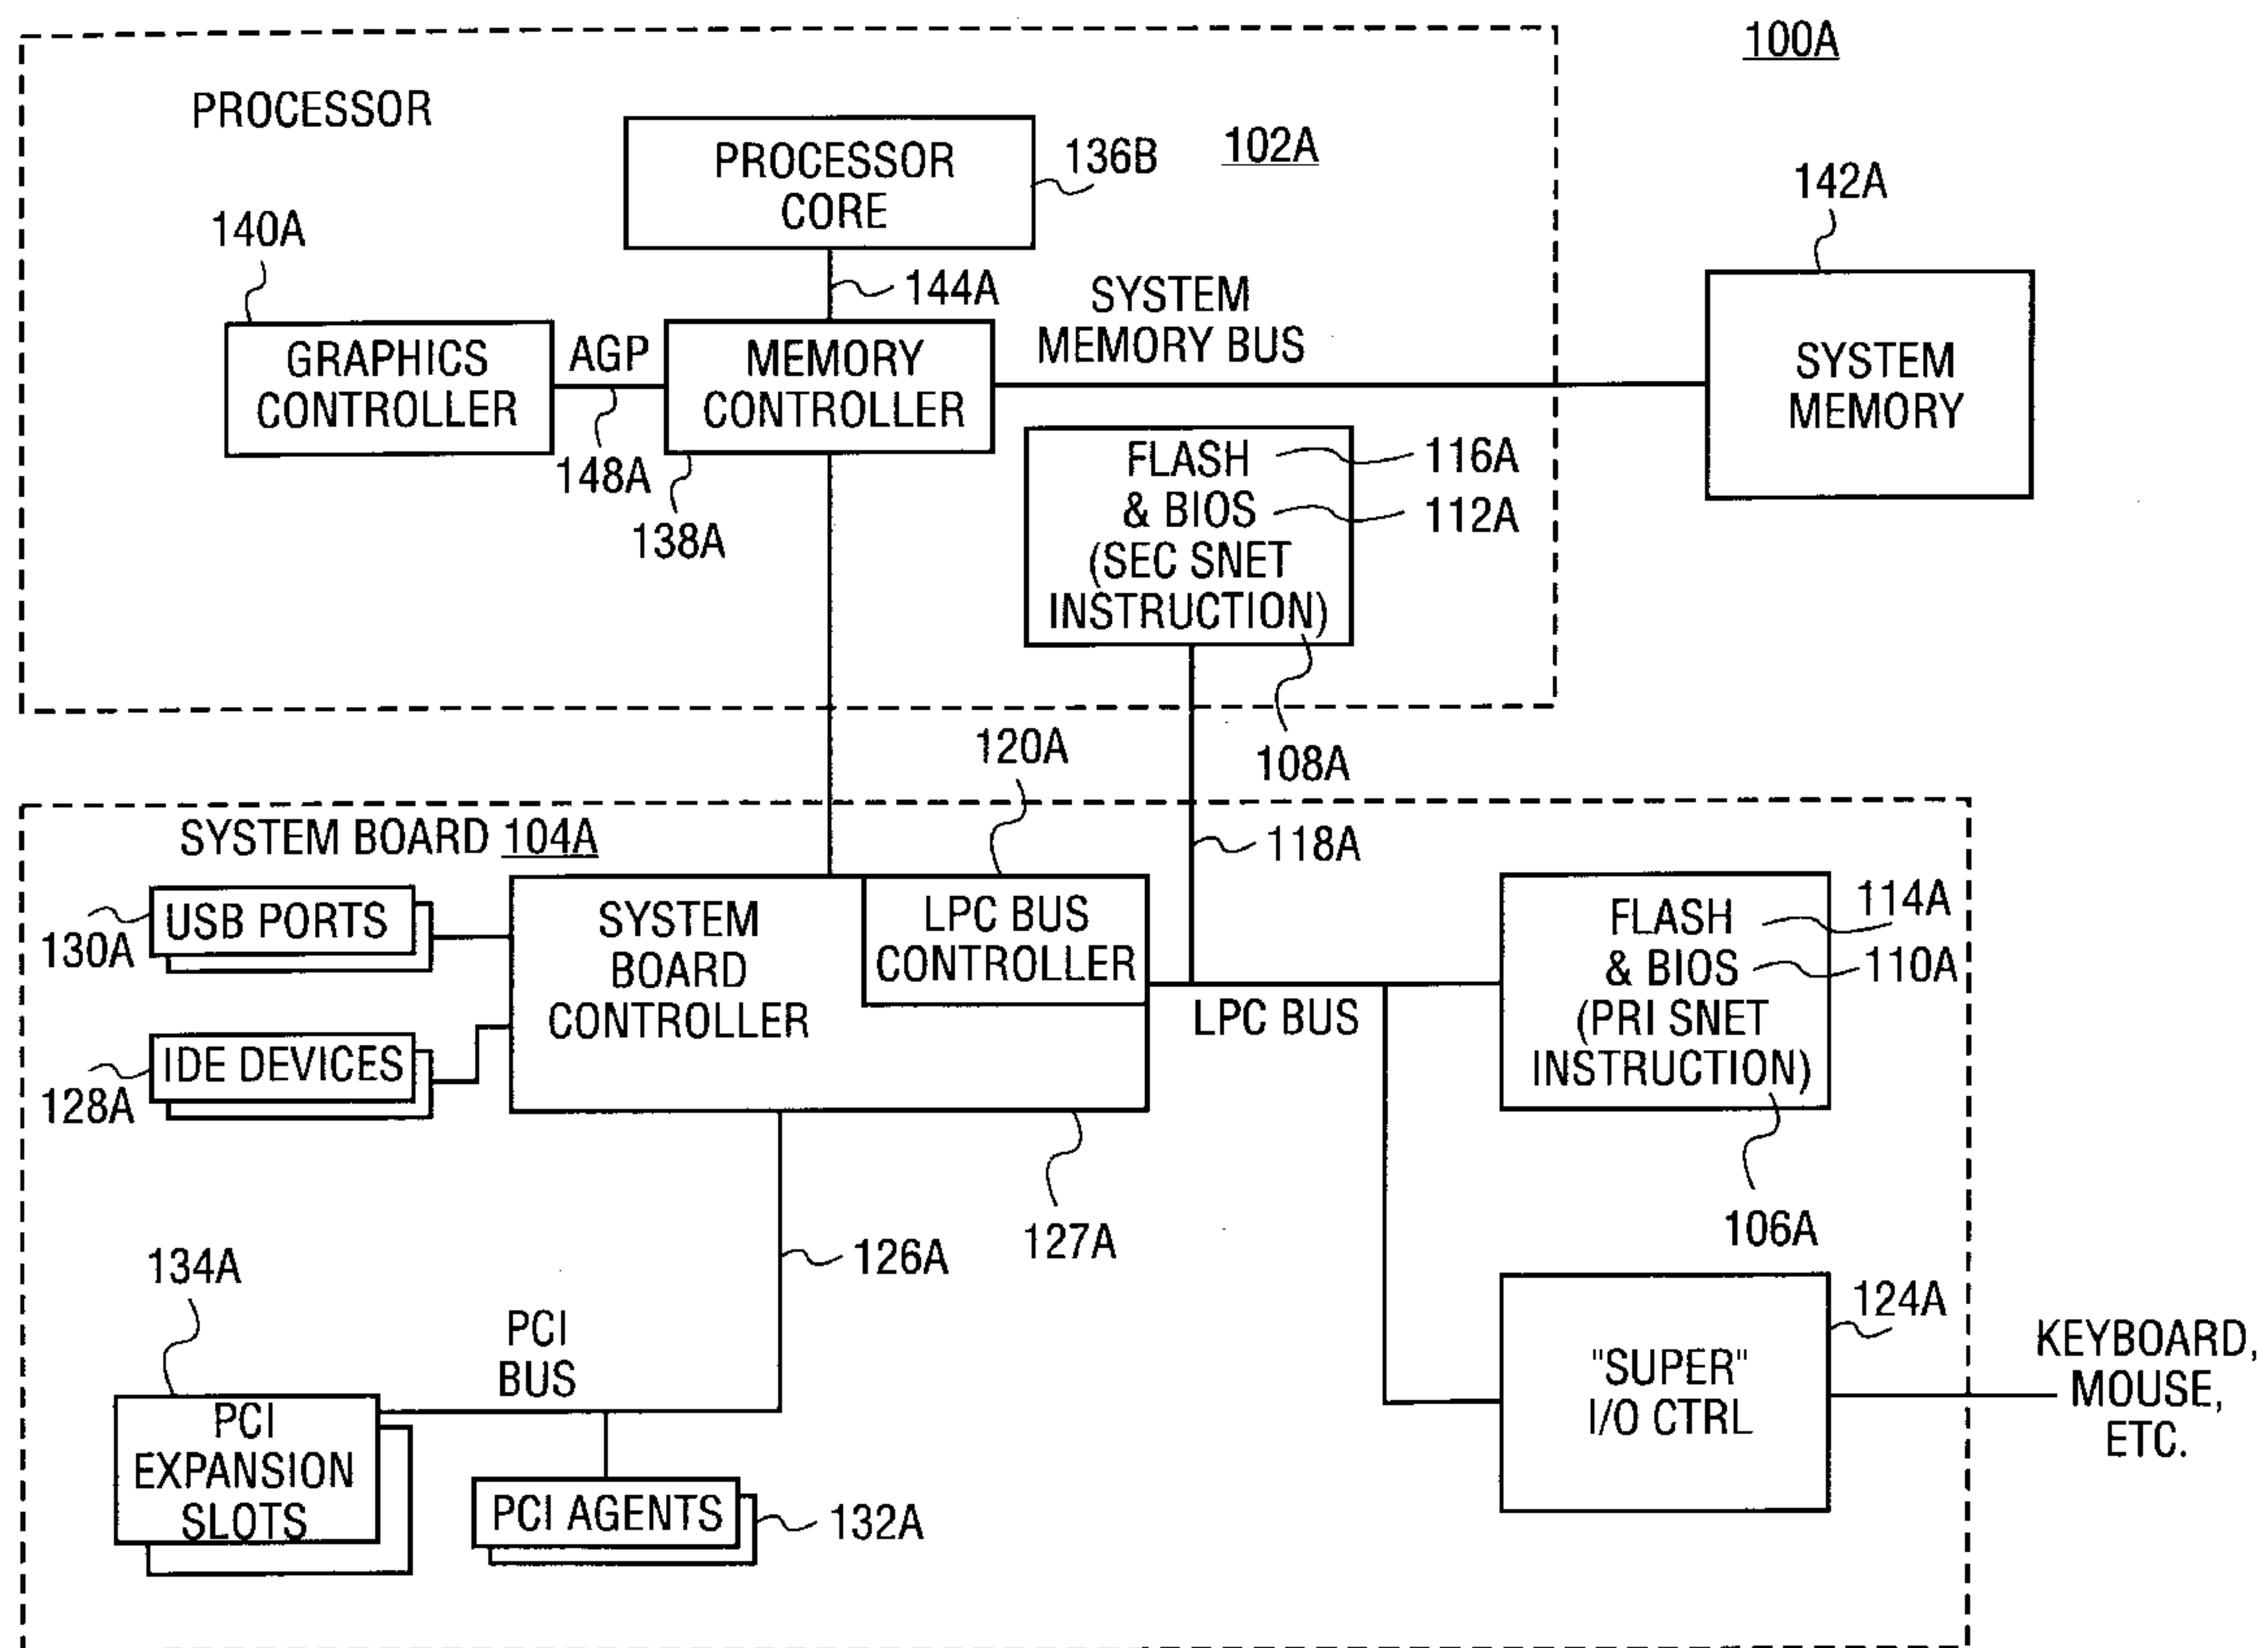 100A
PROCESSOR
102A
PROCESSOR
CORE
136B
142A
140A
144A
SYSTEM
MEMORY BUS
GRAPHICS
CONTROLLER
AGP
148A
MEMORY
CONTROLLER
138A
SYSTEM
MEMORY
FLASH
& BIOS
(SEC SNET
INSTRUCTION)
116A
112A
108A
120A
118A
SYSTEM BOARD 104A
USB PORTS
130A
IDE DEVICES
128A
SYSTEM
BOARD
CONTROLLER
LPC BUS
CONTROLLER
LPC BUS
FLASH
& BIOS
(PRI SNET
INSTRUCTION)
114A
110A
106A
127A
126A
134A
PCI
BUS
PCI
EXPANSION
SLOTS
PCI AGENTS
132A
124A
"SUPER"
I/O CTRL
KEYBOARD,
MOUSE,
ETC.